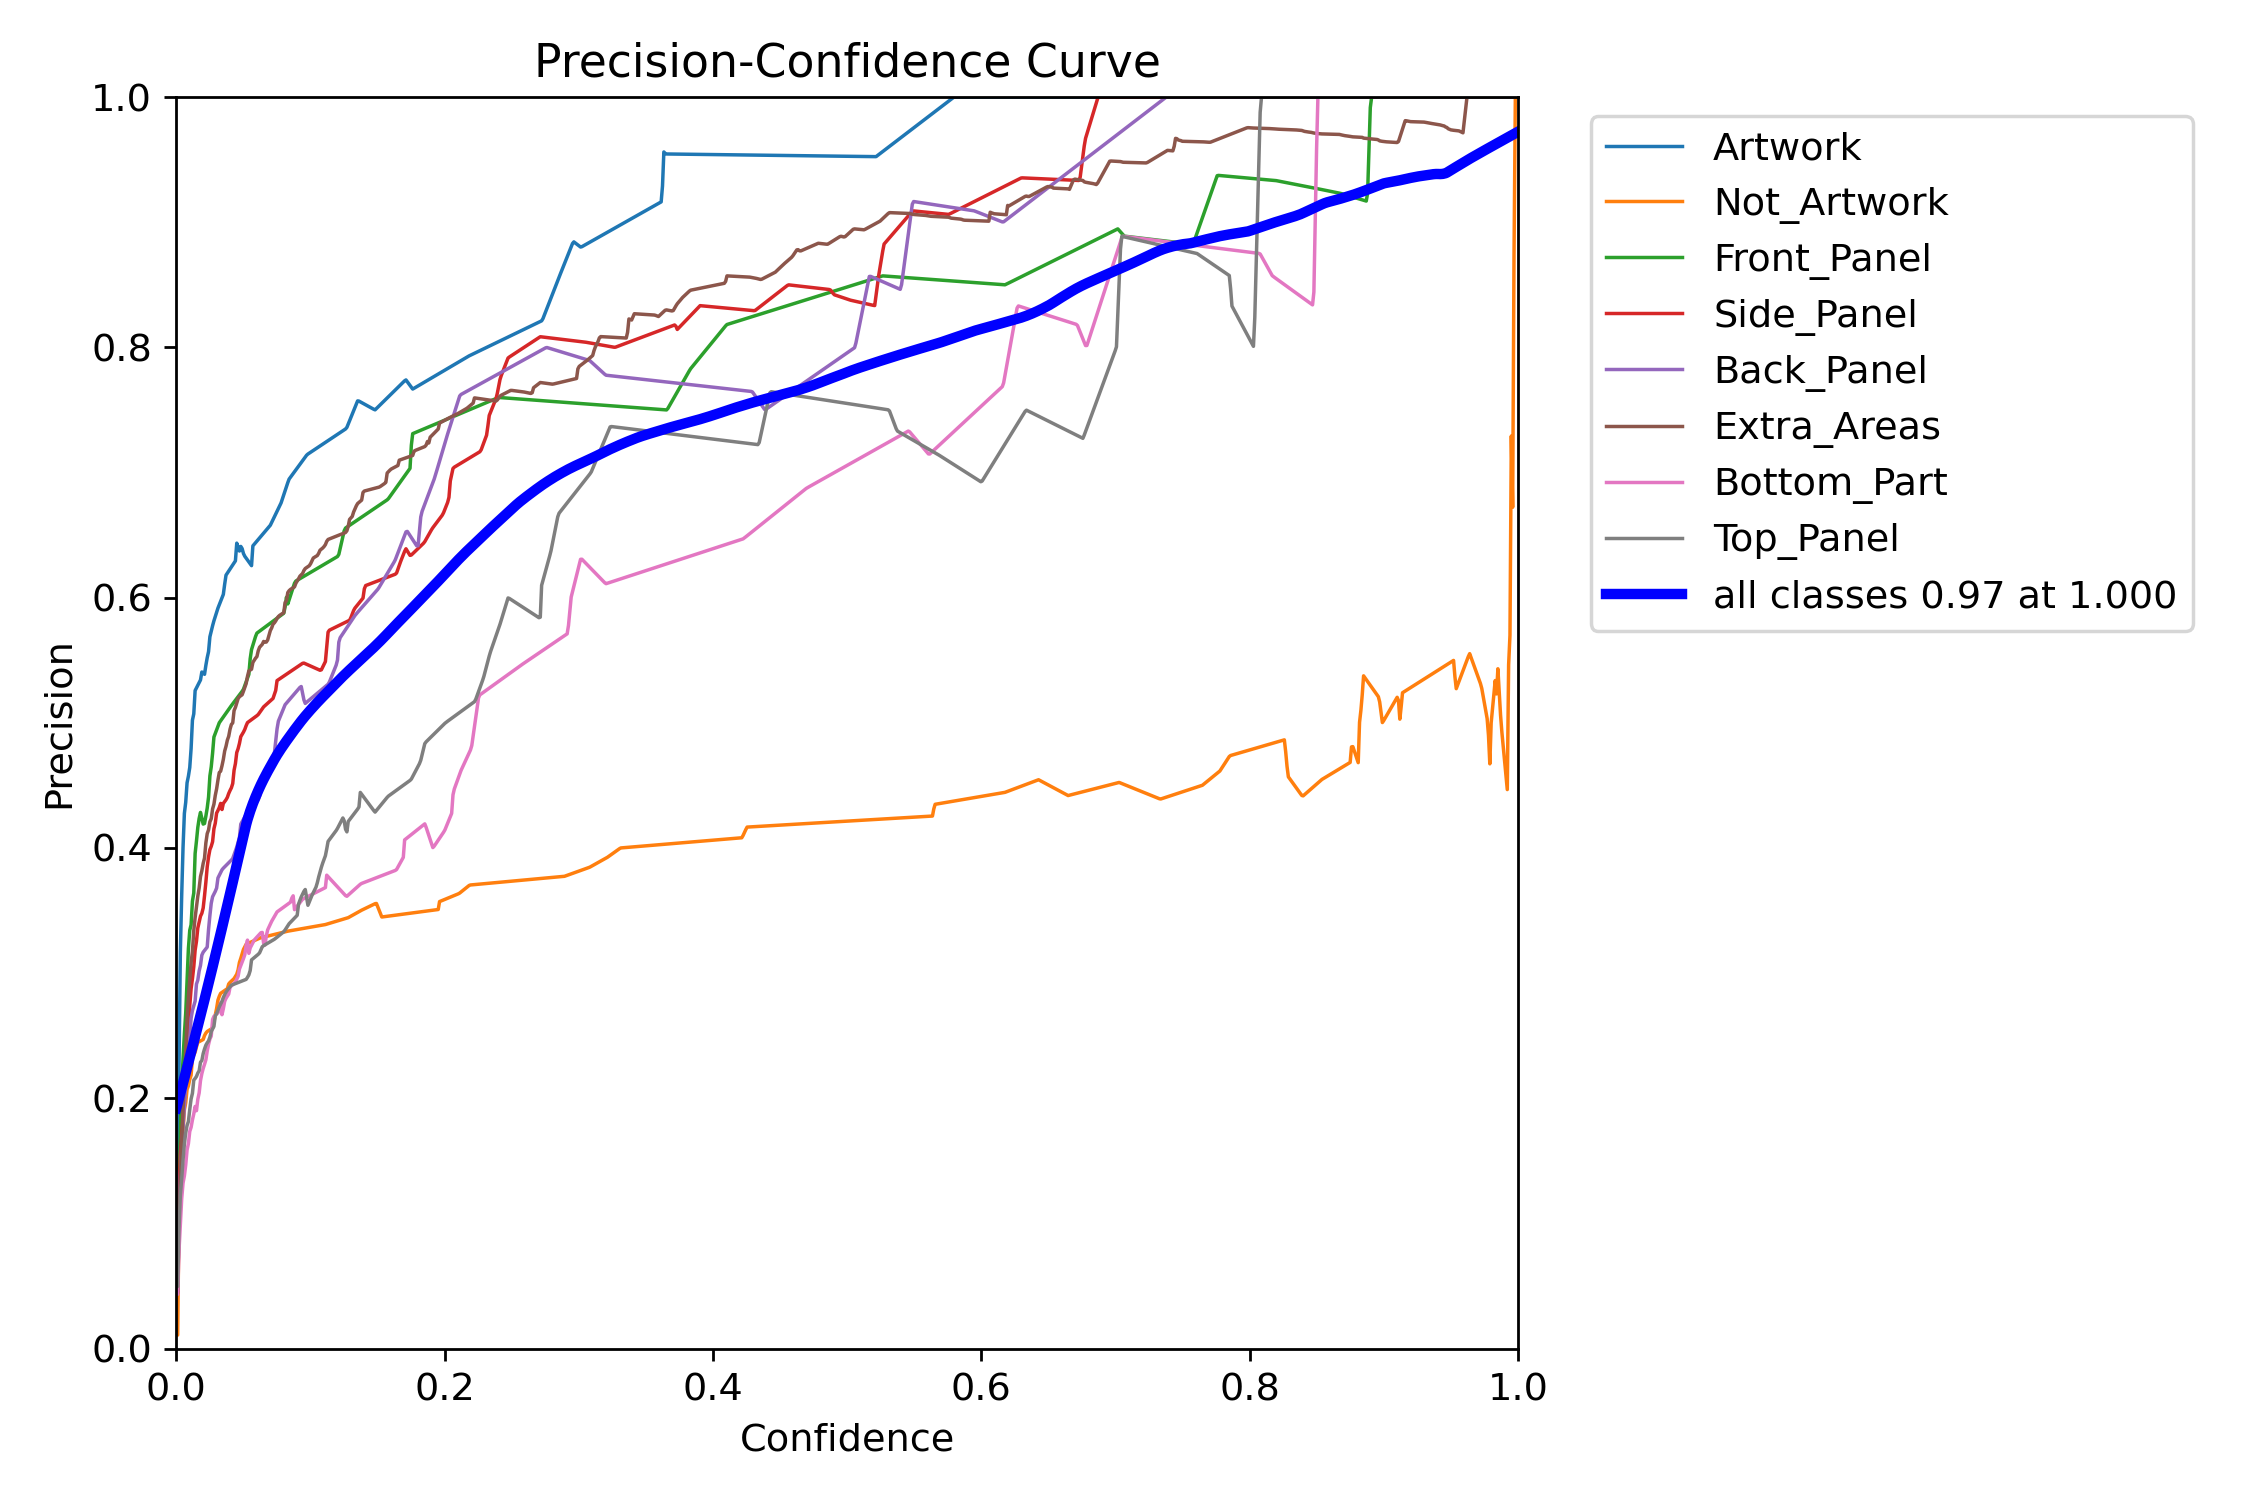 Precision-Confidence Curve
1.0
0.8
0.6
0.4
0.2
0.0
Precision
0.0 0.2 0.4 0.6 0.8 1.0
Confidence
Artwork
Not_Artwork
Front_Panel
Side_Panel
Back_Panel
Extra_Areas
Bottom_Part
Top_Panel
all classes 0.97 at 1.000